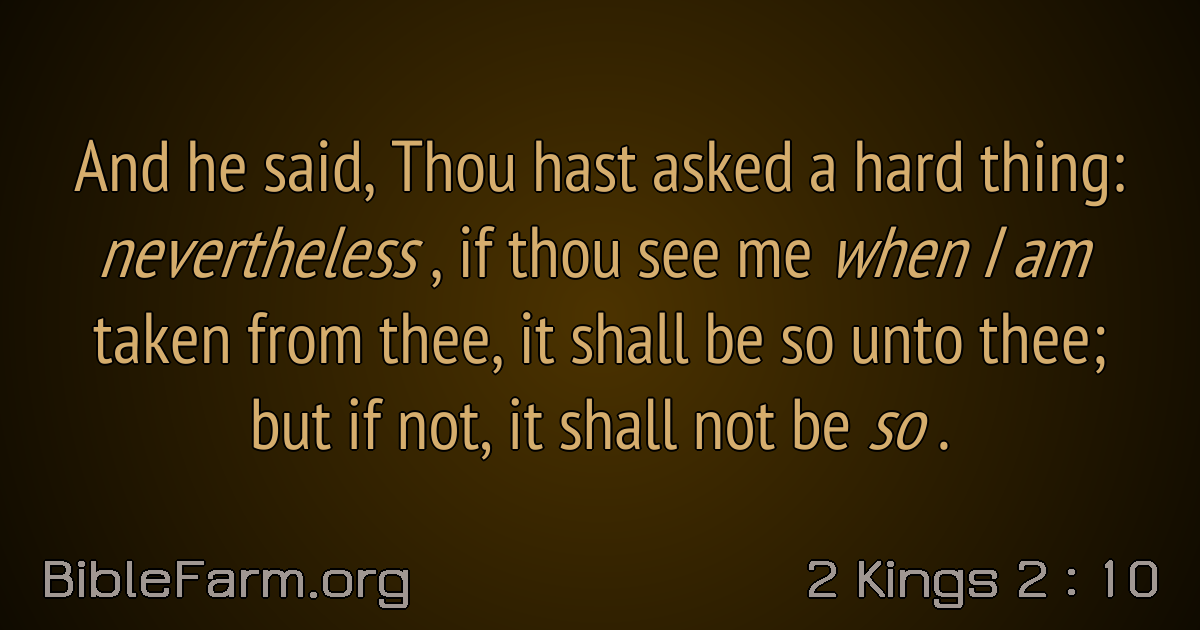 And he said, Thou hast asked a hard thing:
nevertheless , if thou see me when I am
taken from thee, it shall be so unto thee;
but if not, it shall not be so .
BibleFarm.org
2 Kings 2 : 10